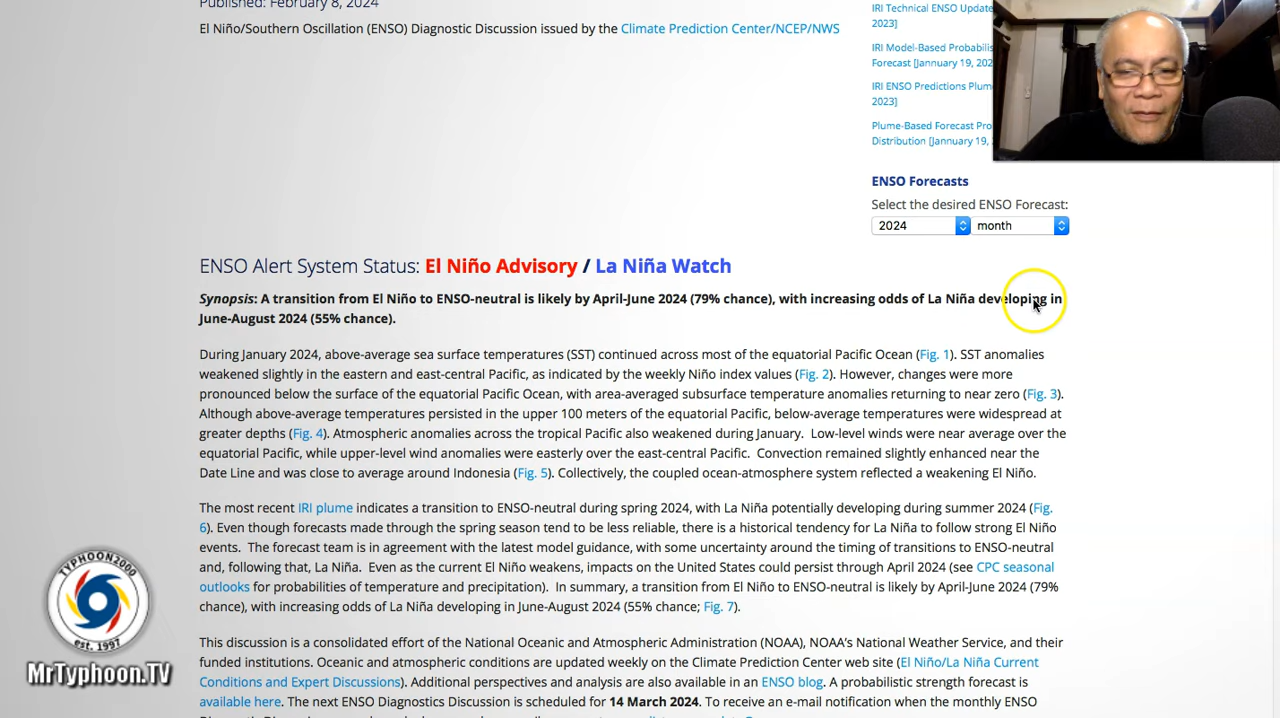 Published: February 8, 2024
El Niño/Southern Oscillation (ENSO) Diagnostic Discussion issued by the Climate Prediction Center/NCEP/NWS
IRI Technical ENSO Update
2023]
IRI Model-Based Probabilis
Forecast [Jannuary 19, 202
IRI ENSO Predictions Plum
2023]
Plume-Based Forecast Pro
Distribution [Jannuary 19,
ENSO Forecasts
Select the desired ENSO Forecast:
2024 month
ENSO Alert System Status: El Niño Advisory / La Niña Watch
Synopsis: A transition from El Niño to ENSO-neutral is likely by April-June 2024 (79% chance), with increasing odds of La Niña developing in
June-August 2024 (55% chance).
During January 2024, above-average sea surface temperatures (SST) continued across most of the equatorial Pacific Ocean (Fig. 1). SST anomalies
weakened slightly in the eastern and east-central Pacific, as indicated by the weekly Niño index values (Fig. 2). However, changes were more
pronounced below the surface of the equatorial Pacific Ocean, with area-averaged subsurface temperature anomalies returning to near zero (Fig. 3).
Although above-average temperatures persisted in the upper 100 meters of the equatorial Pacific, below-average temperatures were widespread at
greater depths (Fig. 4). Atmospheric anomalies across the tropical Pacific also weakened during January. Low-level winds were near average over the
equatorial Pacific, while upper-level wind anomalies were easterly over the east-central Pacific. Convection remained slightly enhanced near the
Date Line and was close to average around Indonesia (Fig. 5). Collectively, the coupled ocean-atmosphere system reflected a weakening El Niño.
The most recent IRI plume indicates a transition to ENSO-neutral during spring 2024, with La Niña potentially developing during summer 2024 (Fig.
6). Even though forecasts made through the spring season tend to be less reliable, there is a historical tendency for La Niña to follow strong El Niño
events. The forecast team is in agreement with the latest model guidance, with some uncertainty around the timing of transitions to ENSO-neutral
and, following that, La Niña. Even as the current El Niño weakens, impacts on the United States could persist through April 2024 (see CPC seasonal
outlooks for probabilities of temperature and precipitation). In summary, a transition from El Niño to ENSO-neutral is likely by April-June 2024 (79%
chance), with increasing odds of La Niña developing in June-August 2024 (55% chance; Fig. 7).
This discussion is a consolidated effort of the National Oceanic and Atmospheric Administration (NOAA), NOAA's National Weather Service, and their
funded institutions. Oceanic and atmospheric conditions are updated weekly on the Climate Prediction Center web site (El Niño/La Niña Current
Conditions and Expert Discussions). Additional perspectives and analysis are also available in an ENSO blog. A probabilistic strength forecast is
available here. The next ENSO Diagnostics Discussion is scheduled for 14 March 2024. To receive an e-mail notification when the monthly ENSO
TYPHOON2000
est. 1997
MrTyphoon.TV